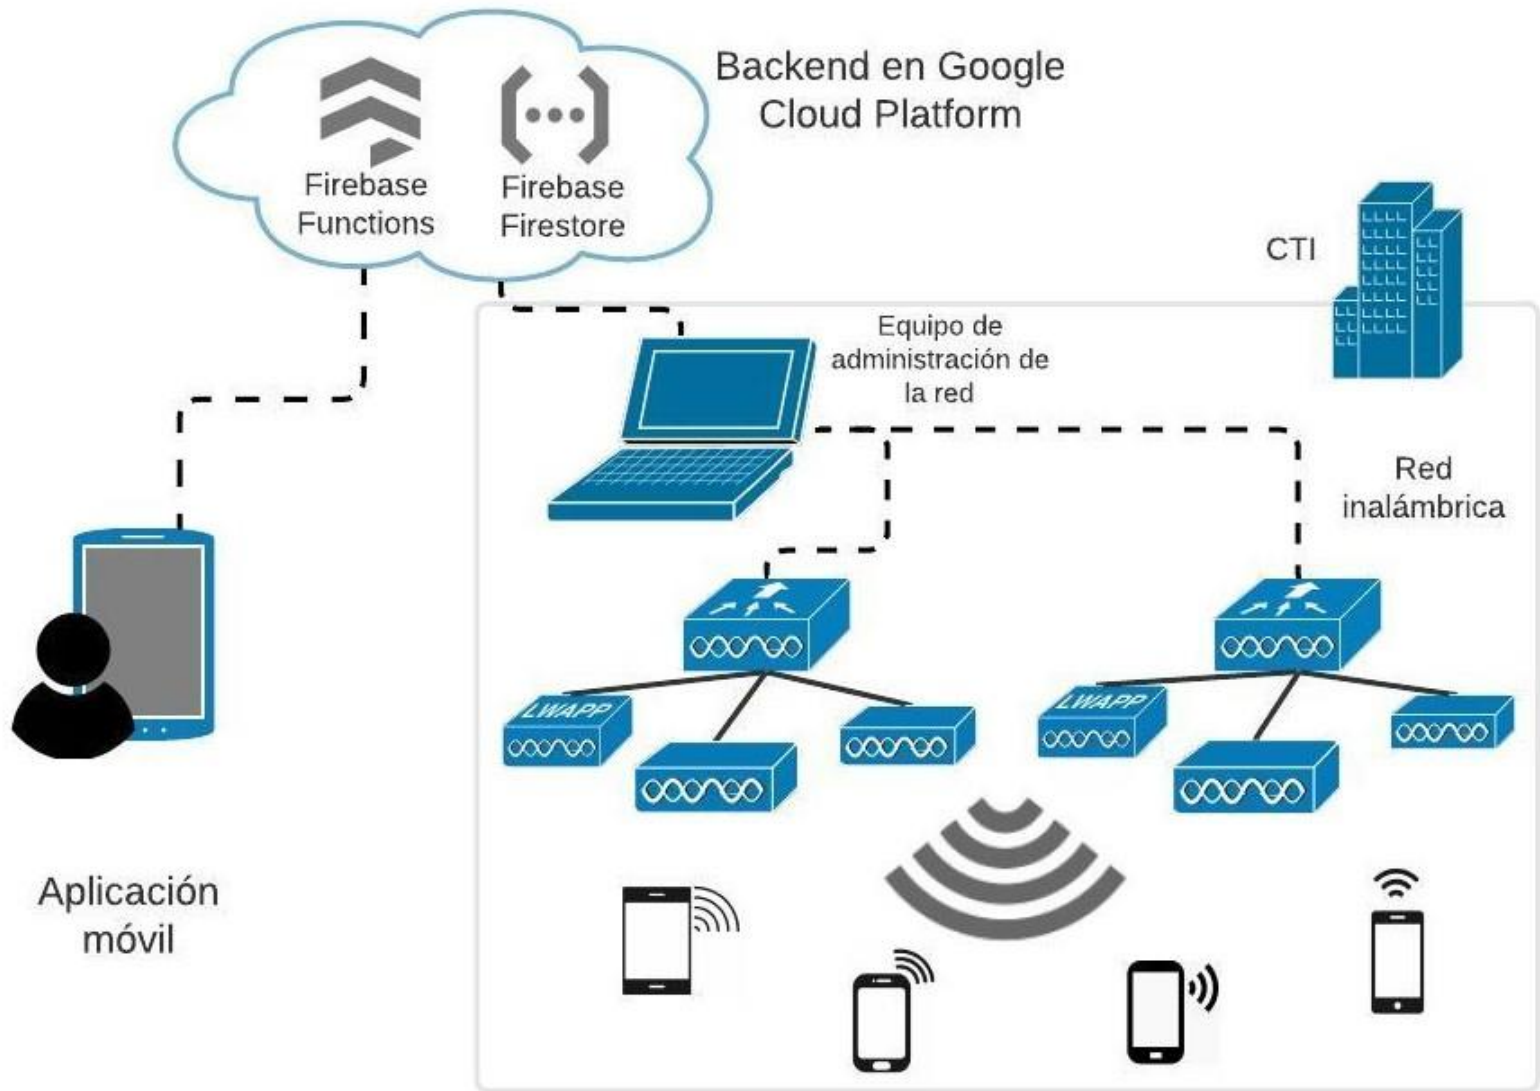 Backend en Google
Cloud Platform
Firebase
Functions
Firebase
Firestore
CTI
Equipo de
administración de
la red
Red
inalámbrica
LWAPP
LWAPP
Aplicación
móvil